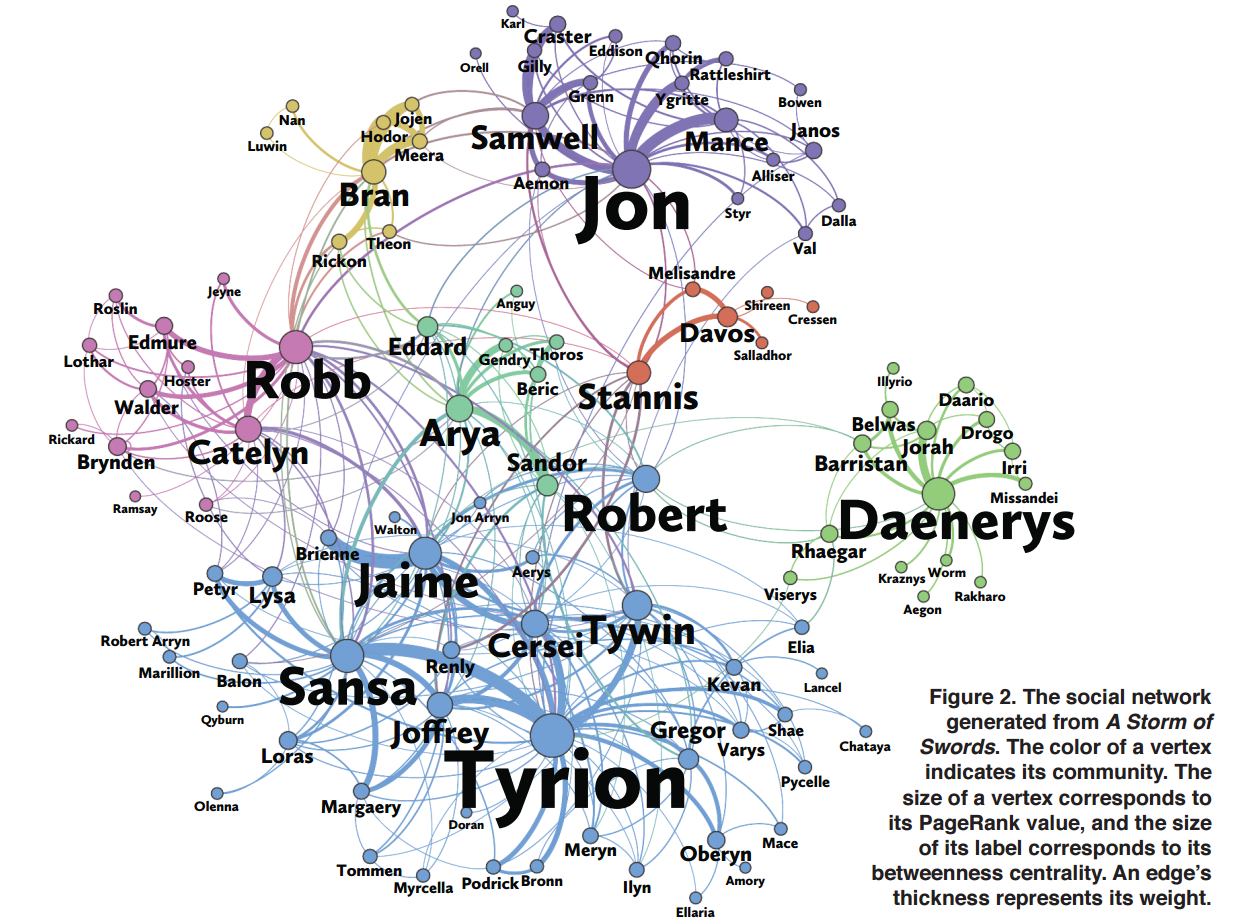 Karl
Craster
Eddison
Gilly
Orell
Qhorin
Rattleshirt
Grenn
Ygritte
Bowen
Nan
Jojen
Hodor
Luwin
Meera
Samwell
Mance
Janos
Alliser
Aemon
Bran
Jon
Styr
Dalla
Val
Theon
Rickon
Melisandre
Jeyne
Anguy
Shireen
Cressen
Roslin
Davos
Salladhor
Edmure
Eddard
Gendry
Thoros
Lothar
Hoster
Robb
Beric
Stannis
Illyrio
Daario
Walder
Belwas
Jorah
Drogo
Rickard
Arya
Brynden
Catelyn
Sandor
Barristan
Irri
Missandei
Ramsay
Roose
Jon Arryn
Robert
Daenerys
Walton
Brienne
Rhaegar
Jaime
Aerys
Kraznys
Worm
Petyr
Lysa
Viserys
Aegon
Rakharo
Robert Arryn
Cersei
Tywin
Elia
Marillion
Balon
Sansa
Renly
Kevan
Lancel
Qyburn
Joffrey
Gregor
Varys
Shae
Chataya
Loras
Tyrion
Pycelle
Olenna
Margaery
Doran
Meryn
Oberyn
Mace
Tommen
Myrcella
Podrick
Bronn
Ilyn
Amory
Ellaria
Figure 2. The social network
generated from A Storm of
Swords. The color of a vertex
indicates its community. The
size of a vertex corresponds to
its PageRank value, and the size
of its label corresponds to its
betweenness centrality. An edge’s
thickness represents its weight.